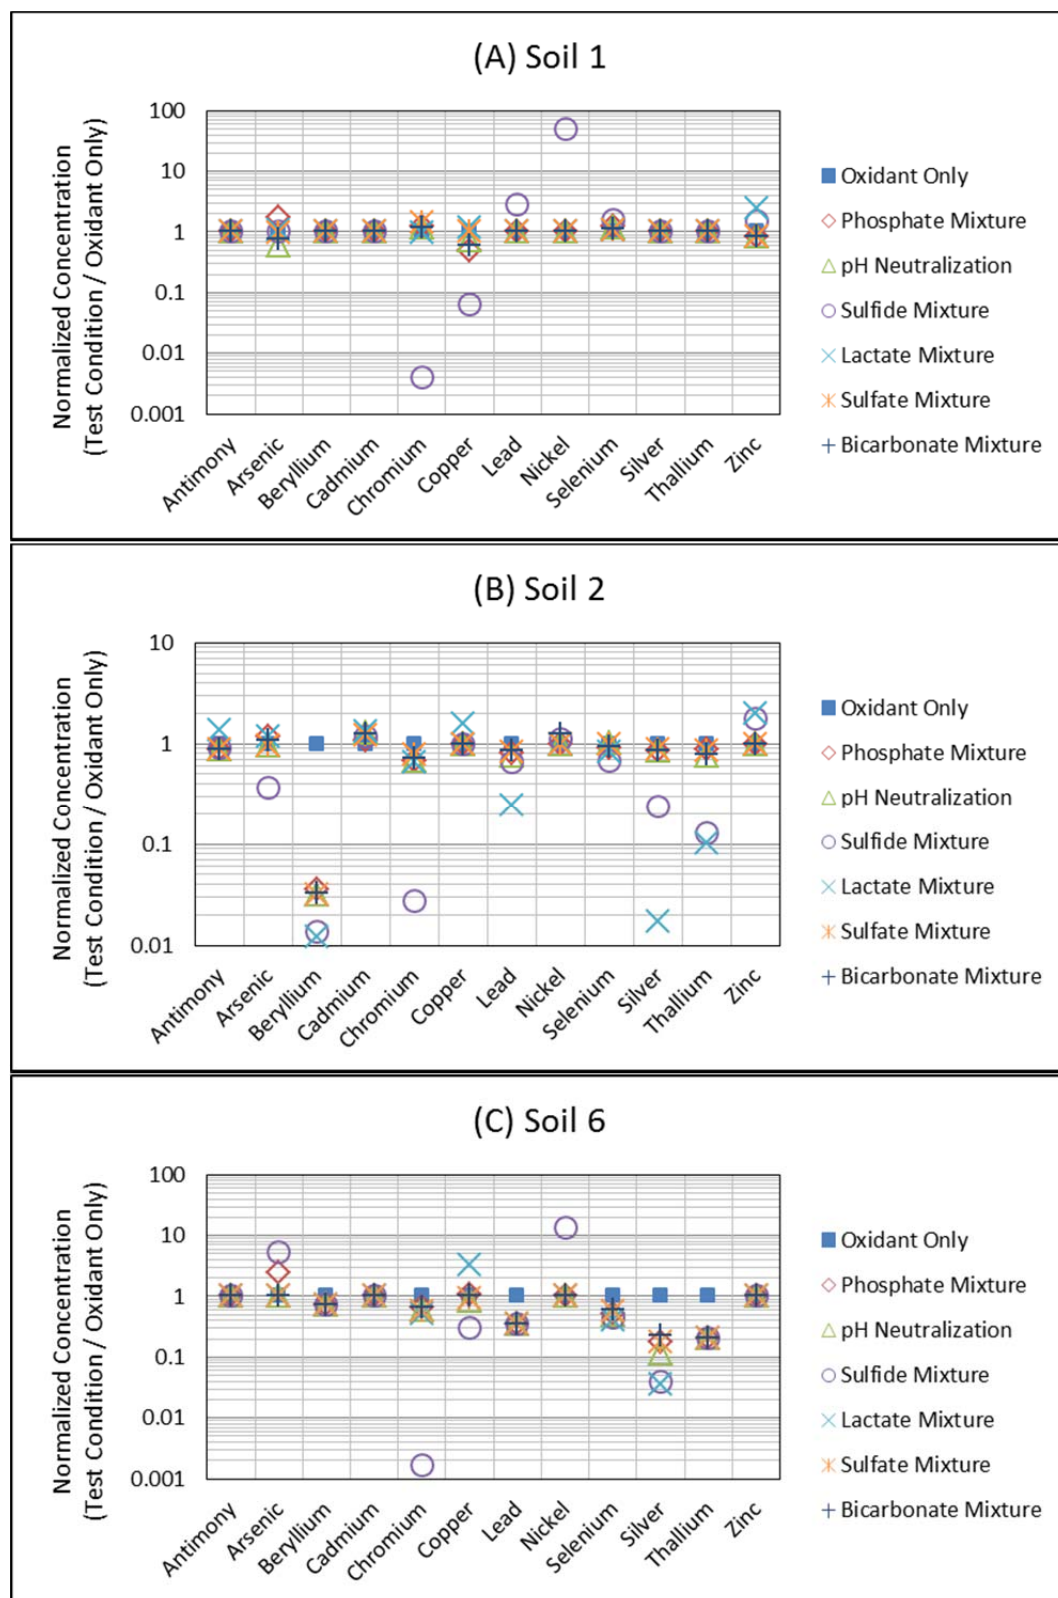 (A) Soil 1
Normalized Concentration
(Test Condition / Oxidant Only)
100
10
1
0.1
0.01
0.001
Antimony
Arsenic
Beryllium
Cadmium
Chromium
Copper
Lead
Nickel
Selenium
Silver
Thallium
Zinc
Oxidant Only
Phosphate Mixture
pH Neutralization
Sulfide Mixture
Lactate Mixture
Sulfate Mixture
Bicarbonate Mixture
(B) Soil 2
Normalized Concentration
(Test Condition / Oxidant Only)
10
1
0.1
0.01
Antimony
Arsenic
Beryllium
Cadmium
Chromium
Copper
Lead
Nickel
Selenium
Silver
Thallium
Zinc
Oxidant Only
Phosphate Mixture
pH Neutralization
Sulfide Mixture
Lactate Mixture
Sulfate Mixture
Bicarbonate Mixture
(C) Soil 6
Normalized Concentration
(Test Condition / Oxidant Only)
100
10
1
0.1
0.01
0.001
Antimony
Arsenic
Beryllium
Cadmium
Chromium
Copper
Lead
Nickel
Selenium
Silver
Thallium
Zinc
Oxidant Only
Phosphate Mixture
pH Neutralization
Sulfide Mixture
Lactate Mixture
Sulfate Mixture
Bicarbonate Mixture